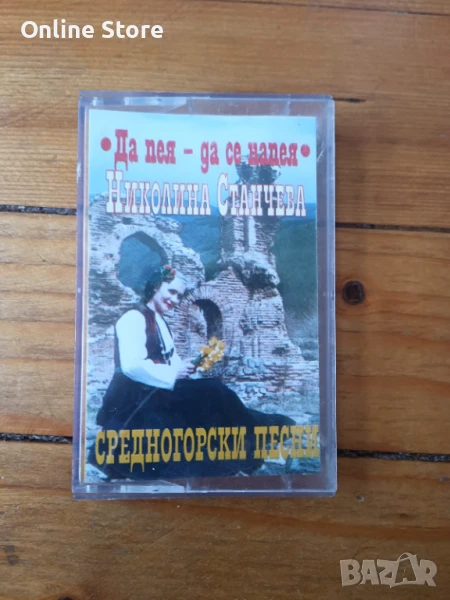 Online Store
• Да пея – да се напея •
Николина Станчева
СРЕДНОГОРСКИ ПЕСНИ
BAZAR